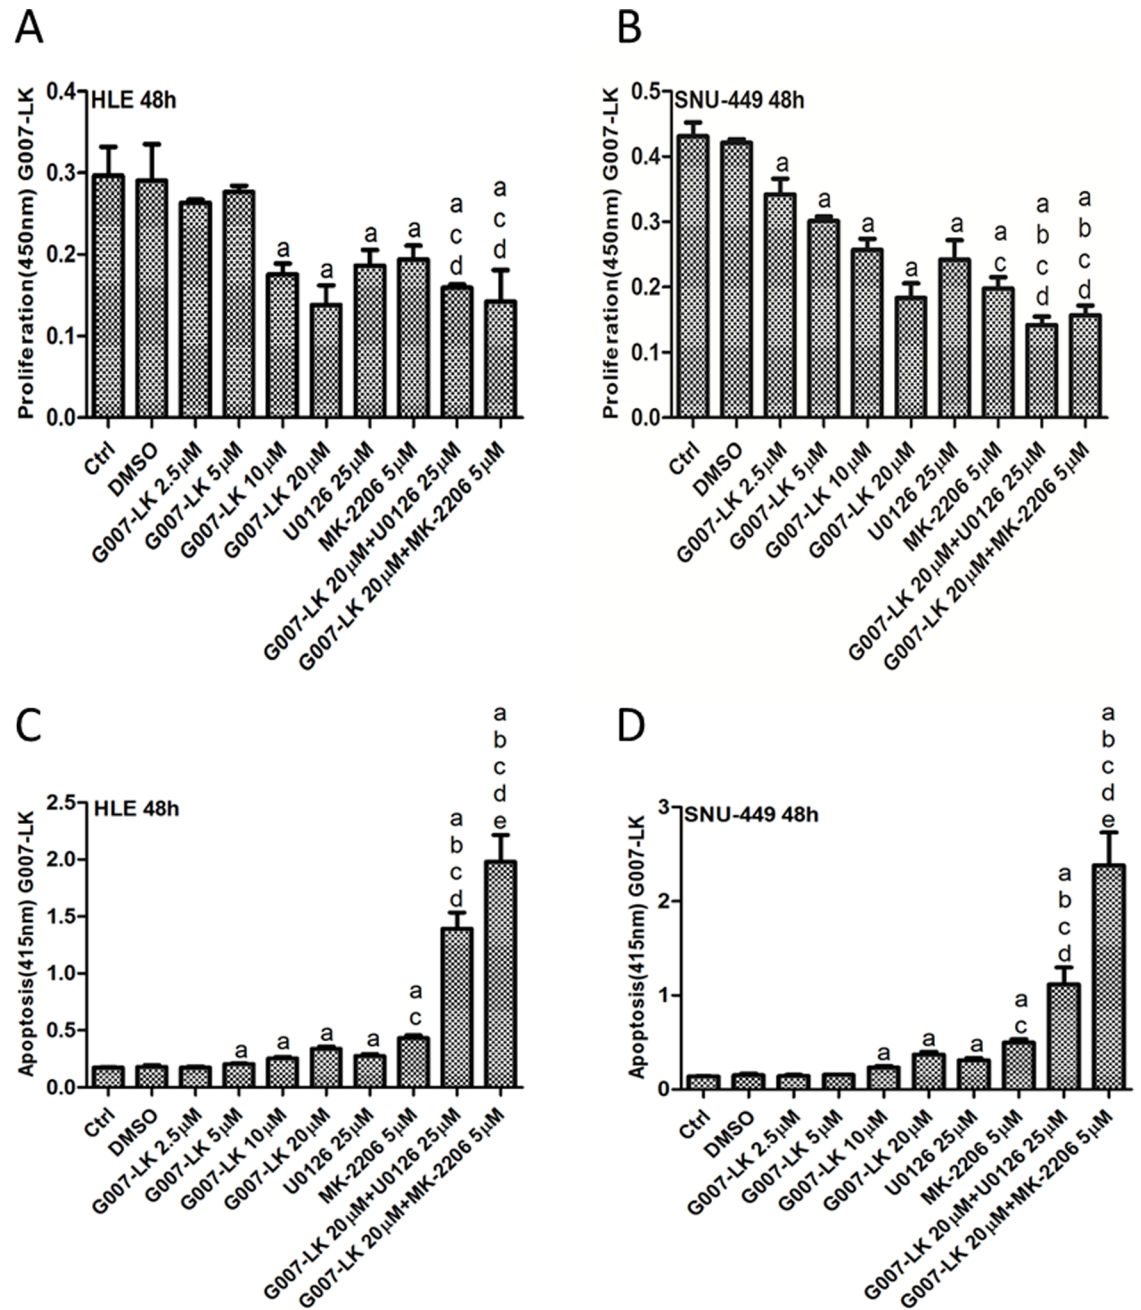 A
Proliferation(450nm) G007-LK
HLE 48h
0.4
0.3
0.2
0.1
0.0
a
a
a
a
a
c
d
a
c
d
Ctrl
DMSO
G007-LK 2.5μM
G007-LK 5μM
G007-LK 10μM
G007-LK 20μM
U0126 25μM
MK-2206 5μM
G007-LK 20μM+U0126 25μM
G007-LK 20μM+MK-2206 5μM
B
Proliferation(450nm) G007-LK
SNU-449 48h
0.5
0.4
0.3
0.2
0.1
0.0
a
a
a
a
a
a
c
a
b
c
d
a
b
c
d
Ctrl
DMSO
G007-LK 2.5μM
G007-LK 5μM
G007-LK 10μM
G007-LK 20μM
U0126 25μM
MK-2206 5μM
G007-LK 20μM+U0126 25μM
G007-LK 20μM+MK-2206 5μM
C
Apoptosis(415nm) G007-LK
HLE 48h
2.5
2.0
1.5
1.0
0.5
0.0
a
a
a
a
a
c
a
b
c
d
a
b
c
d
e
Ctrl
DMSO
G007-LK 2.5μM
G007-LK 5μM
G007-LK 10μM
G007-LK 20μM
U0126 25μM
MK-2206 5μM
G007-LK 20μM+U0126 25μM
G007-LK 20μM+MK-2206 5μM
D
Apoptosis(415nm) G007-LK
SNU-449 48h
3
2
1
0
a
a
a
a
c
a
b
c
d
a
b
c
d
e
Ctrl
DMSO
G007-LK 2.5μM
G007-LK 5μM
G007-LK 10μM
G007-LK 20μM
U0126 25μM
MK-2206 5μM
G007-LK 20μM+U0126 25μM
G007-LK 20μM+MK-2206 5μM